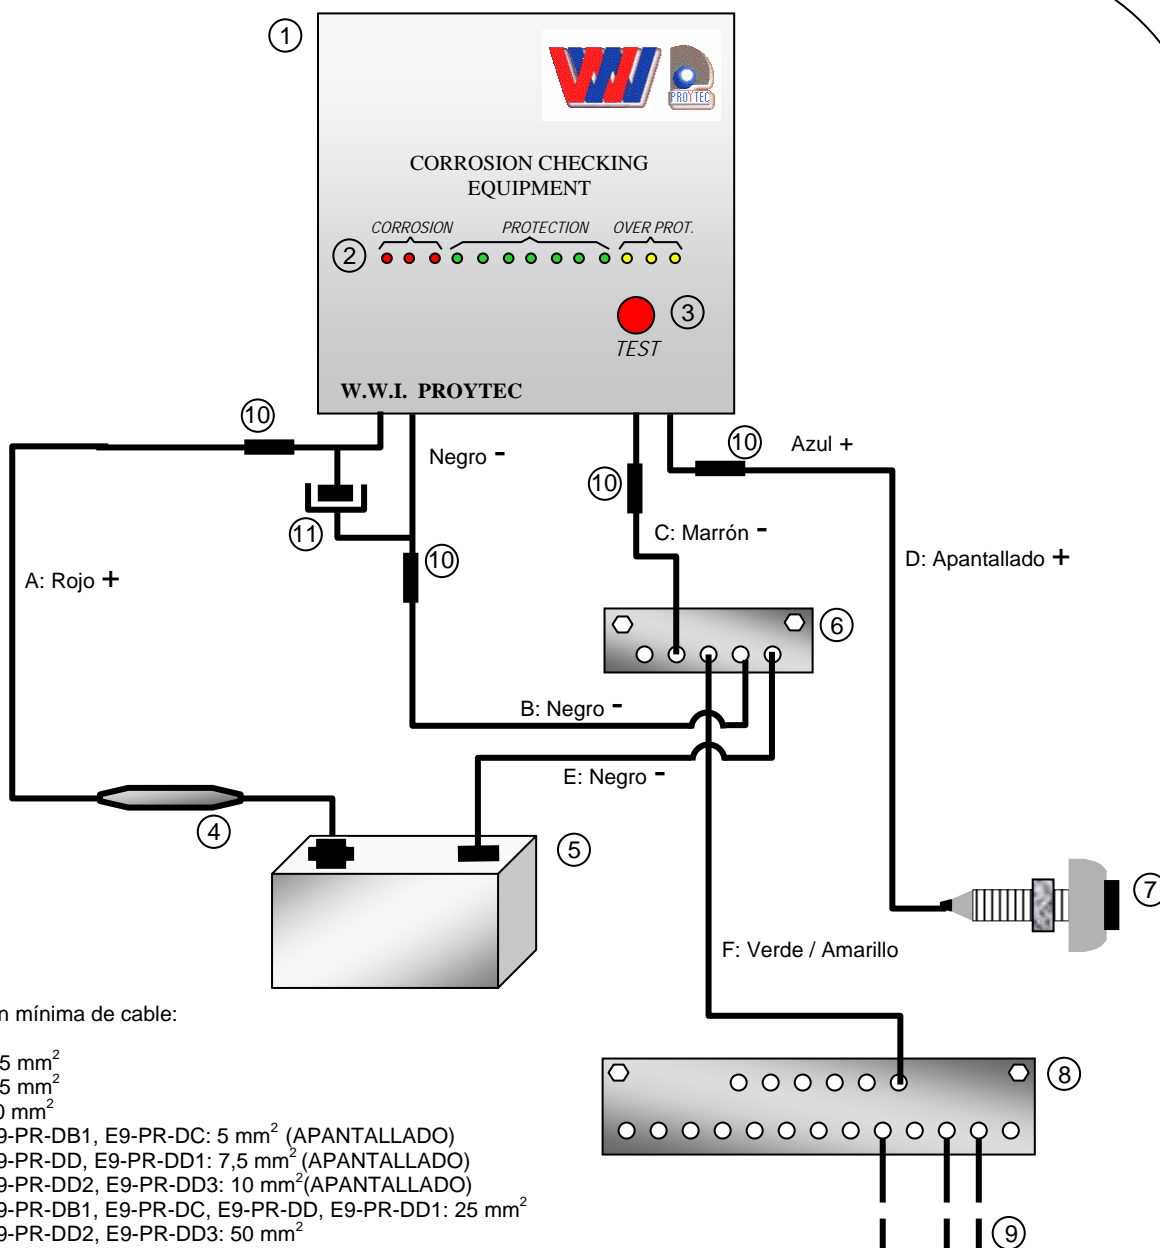 1
VWI
PROYTEC
CORROSION CHECKING
EQUIPMENT
CORROSION PROTECTION OVER PROT.
2
3
TEST
W.W.I. PROYTEC
10
Negro -
10
Azul +
10
11
C: Marrón -
10
A: Rojo +
D: Apantallado +
6
B: Negro -
E: Negro -
4
5
7
F: Verde / Amarillo
n mínima de cable:
5 mm²
5 mm²
0 mm²
9-PR-DB1, E9-PR-DC: 5 mm² (APANTALLADO)
9-PR-DD, E9-PR-DD1: 7,5 mm² (APANTALLADO)
9-PR-DD2, E9-PR-DD3: 10 mm²(APANTALLADO)
9-PR-DB1, E9-PR-DC, E9-PR-DD, E9-PR-DD1: 25 mm²
9-PR-DD2, E9-PR-DD3: 50 mm²
8
9